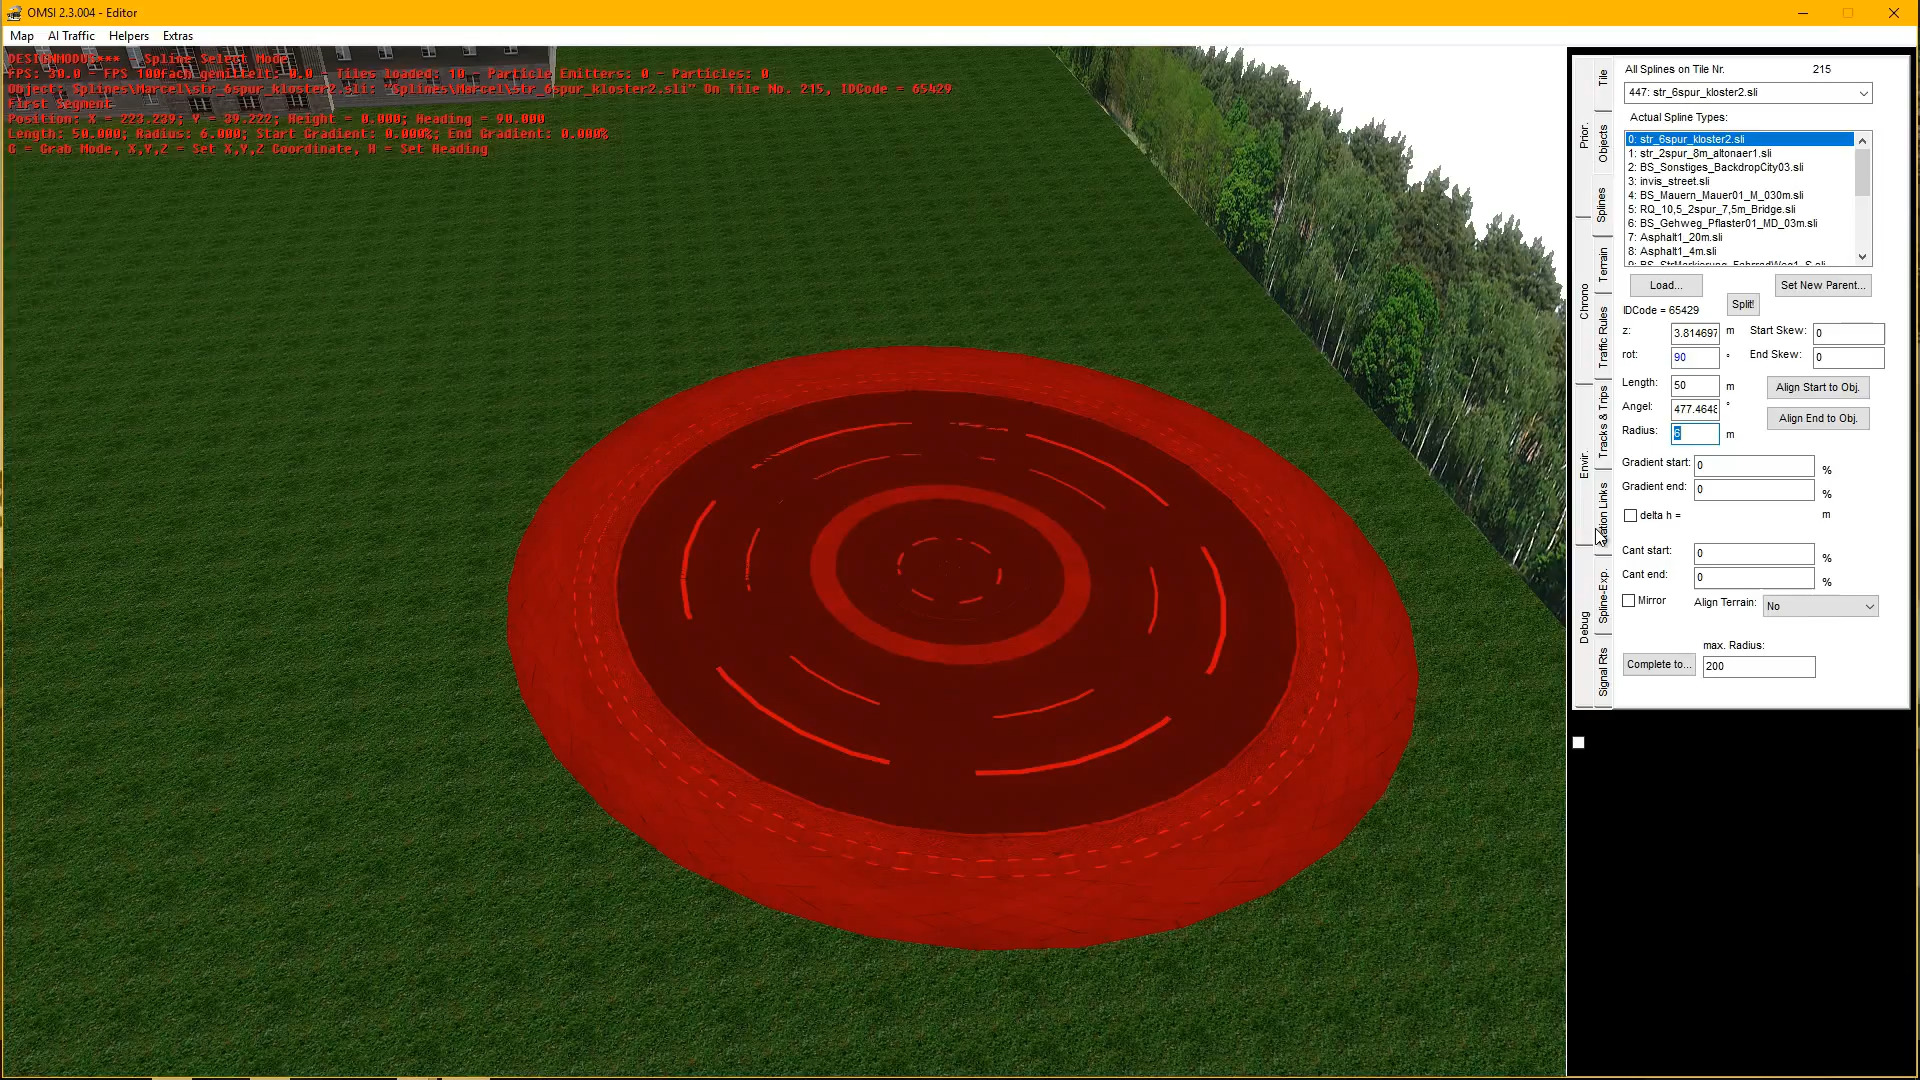 OMSI 2.3.004 - Editor
Map AI Traffic Helpers Extras
DESIGNMODUS*** - Spline Select Mode
FPS: 30.0 - FPS 100fach gemittelt: 0.0 - Tiles loaded: 10 - Particle Emitters: 0 - Particles: 0
Object: Splines\Marcel\str_6spur_kloster2.sli: "Splines\Marcel\str_6spur_kloster2.sli" On Tile No. 215, IDCode = 65429
First Segment
Position: X = 223.239; Y = 39.222; Height = 0.000; Heading = 90.000
Length: 50.000; Radius: 6.000; Start Gradient: 0.000%; End Gradient: 0.000%
G = Grab Mode, X,Y,Z = Set X,Y,Z Coordinate, H = Set Heading
Prior.
Chrono
Envir.
Debug
Tile
Objects
Splines
Terrain
Traffic Rules
Tracks & Trips
Links
Spline-Exp.
Signal Rts
All Splines on Tile Nr. 215
447: str_6spur_kloster2.sli
Actual Spline Types:
0: str_6spur_kloster2.sli
1: str_2spur_8m_altonaer1.sli
2: BS_Sonstiges_BackdropCity03.sli
3: invis_street.sli
4: BS_Mauern_Mauer01_M_030m.sli
5: RQ_10,5_2spur_7,5m_Bridge.sli
6: BS_Gehweg_Pflaster01_MD_03m.sli
7: Asphalt1_20m.sli
8: Asphalt1_4m.sli
9: BS_StrMarkierung_FahrradWeg1_S.sli
Load... Set New Parent...
Split!
IDCode = 65429
z: 3.814697 m Start Skew: 0
rot: 90 ° End Skew: 0
Length: 50 m Align Start to Obj.
Angel: 477.4648 °
Align End to Obj.
Radius: 6 m
Gradient start: 0 %
Gradient end: 0 %
delta h = m
Cant start: 0 %
Cant end: 0 %
Mirror Align Terrain: No
max. Radius:
Complete to... 200